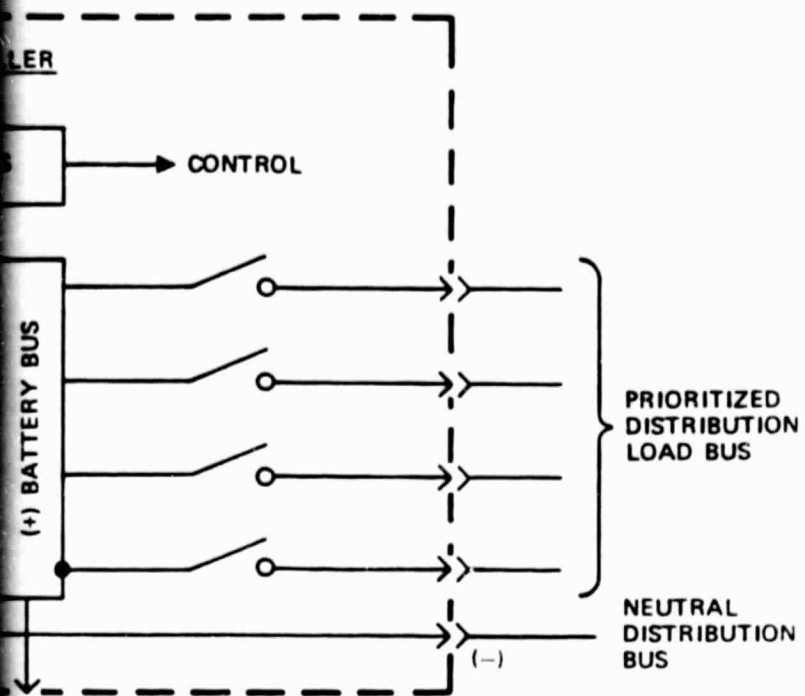 LER
S
CONTROL
(+) BATTERY BUS
PRIORITIZED
DISTRIBUTION
LOAD BUS
NEUTRAL
DISTRIBUTION
BUS
(–)